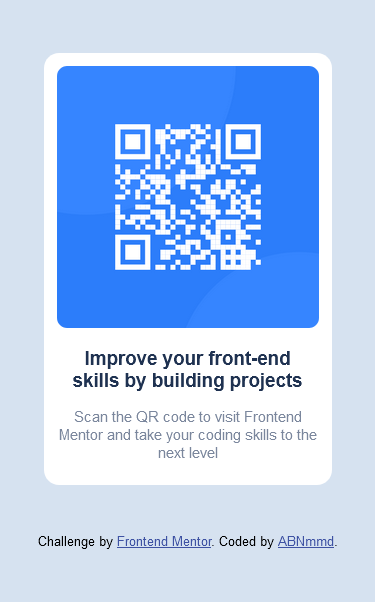 Improve your front-end
skills by building projects
Scan the QR code to visit Frontend
Mentor and take your coding skills to the
next level
Challenge by Frontend Mentor. Coded by ABNmmd.